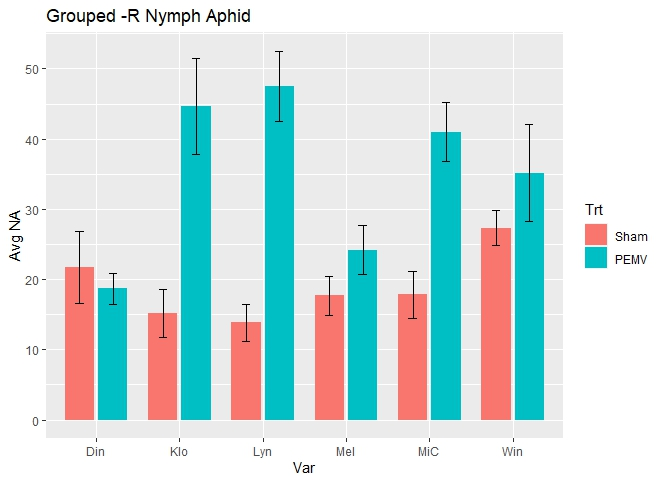 Grouped -R Nymph Aphid
Avg NA
50
40
30
20
10
0
Din Klo Lyn Mel MiC Win
Var
Trt
Sham
PEMV